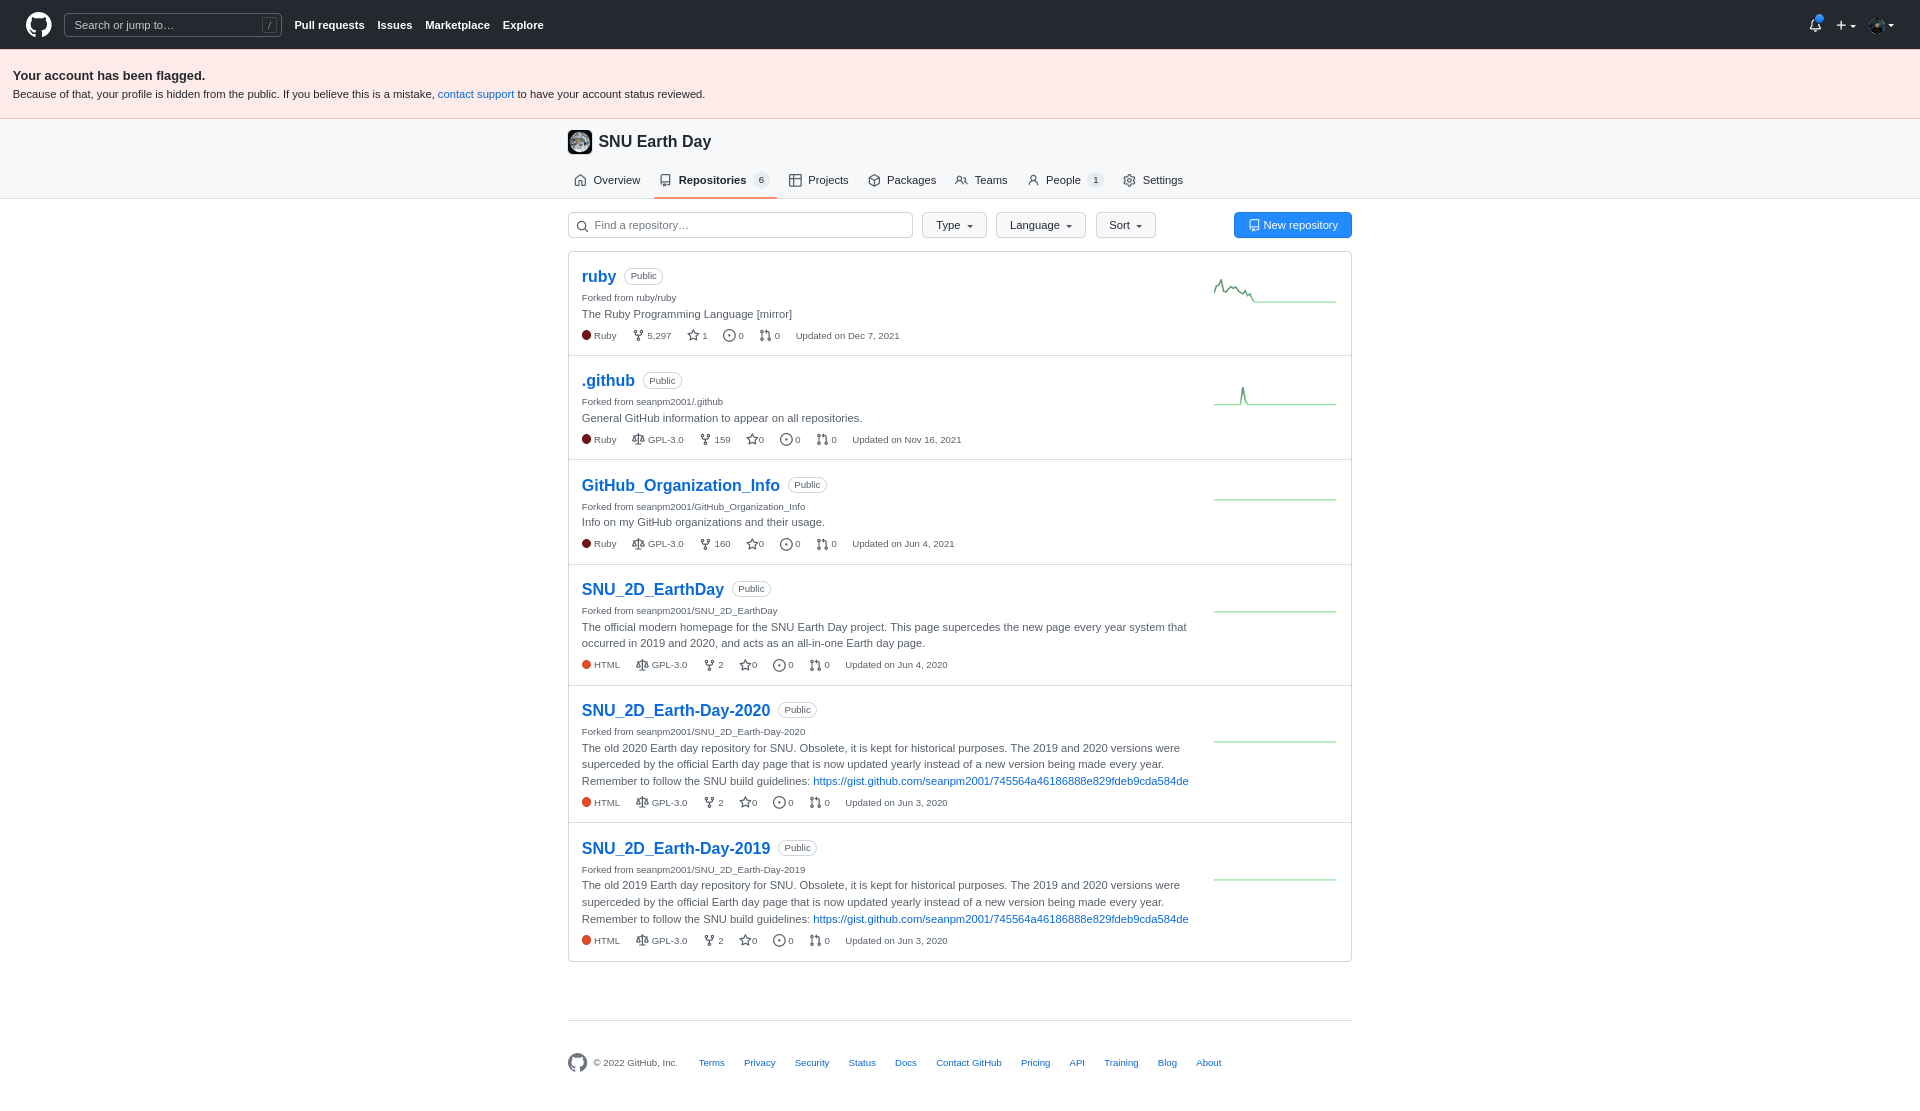 Search or jump to… /
Pull requests Issues Marketplace Explore
Your account has been flagged.
Because of that, your profile is hidden from the public. If you believe this is a mistake, contact support to have your account status reviewed.
SNU Earth Day
Overview Repositories 6 Projects Packages Teams People 1 Settings
Find a repository… Type Language Sort New repository
ruby Public
Forked from ruby/ruby
The Ruby Programming Language [mirror]
Ruby 5,297 1 0 0 Updated on Dec 7, 2021
.github Public
Forked from seanpm2001/.github
General GitHub information to appear on all repositories.
Ruby GPL-3.0 159 0 0 0 Updated on Nov 16, 2021
GitHub_Organization_Info Public
Forked from seanpm2001/GitHub_Organization_Info
Info on my GitHub organizations and their usage.
Ruby GPL-3.0 160 0 0 0 Updated on Jun 4, 2021
SNU_2D_EarthDay Public
Forked from seanpm2001/SNU_2D_EarthDay
The official modern homepage for the SNU Earth Day project. This page supercedes the new page every year system that
occurred in 2019 and 2020, and acts as an all-in-one Earth day page.
HTML GPL-3.0 2 0 0 0 Updated on Jun 4, 2020
SNU_2D_Earth-Day-2020 Public
Forked from seanpm2001/SNU_2D_Earth-Day-2020
The old 2020 Earth day repository for SNU. Obsolete, it is kept for historical purposes. The 2019 and 2020 versions were
superceded by the official Earth day page that is now updated yearly instead of a new version being made every year.
Remember to follow the SNU build guidelines: https://gist.github.com/seanpm2001/745564a46186888e829fdeb9cda584de
HTML GPL-3.0 2 0 0 0 Updated on Jun 3, 2020
SNU_2D_Earth-Day-2019 Public
Forked from seanpm2001/SNU_2D_Earth-Day-2019
The old 2019 Earth day repository for SNU. Obsolete, it is kept for historical purposes. The 2019 and 2020 versions were
superceded by the official Earth day page that is now updated yearly instead of a new version being made every year.
Remember to follow the SNU build guidelines: https://gist.github.com/seanpm2001/745564a46186888e829fdeb9cda584de
HTML GPL-3.0 2 0 0 0 Updated on Jun 3, 2020
© 2022 GitHub, Inc. Terms Privacy Security Status Docs Contact GitHub Pricing API Training Blog About